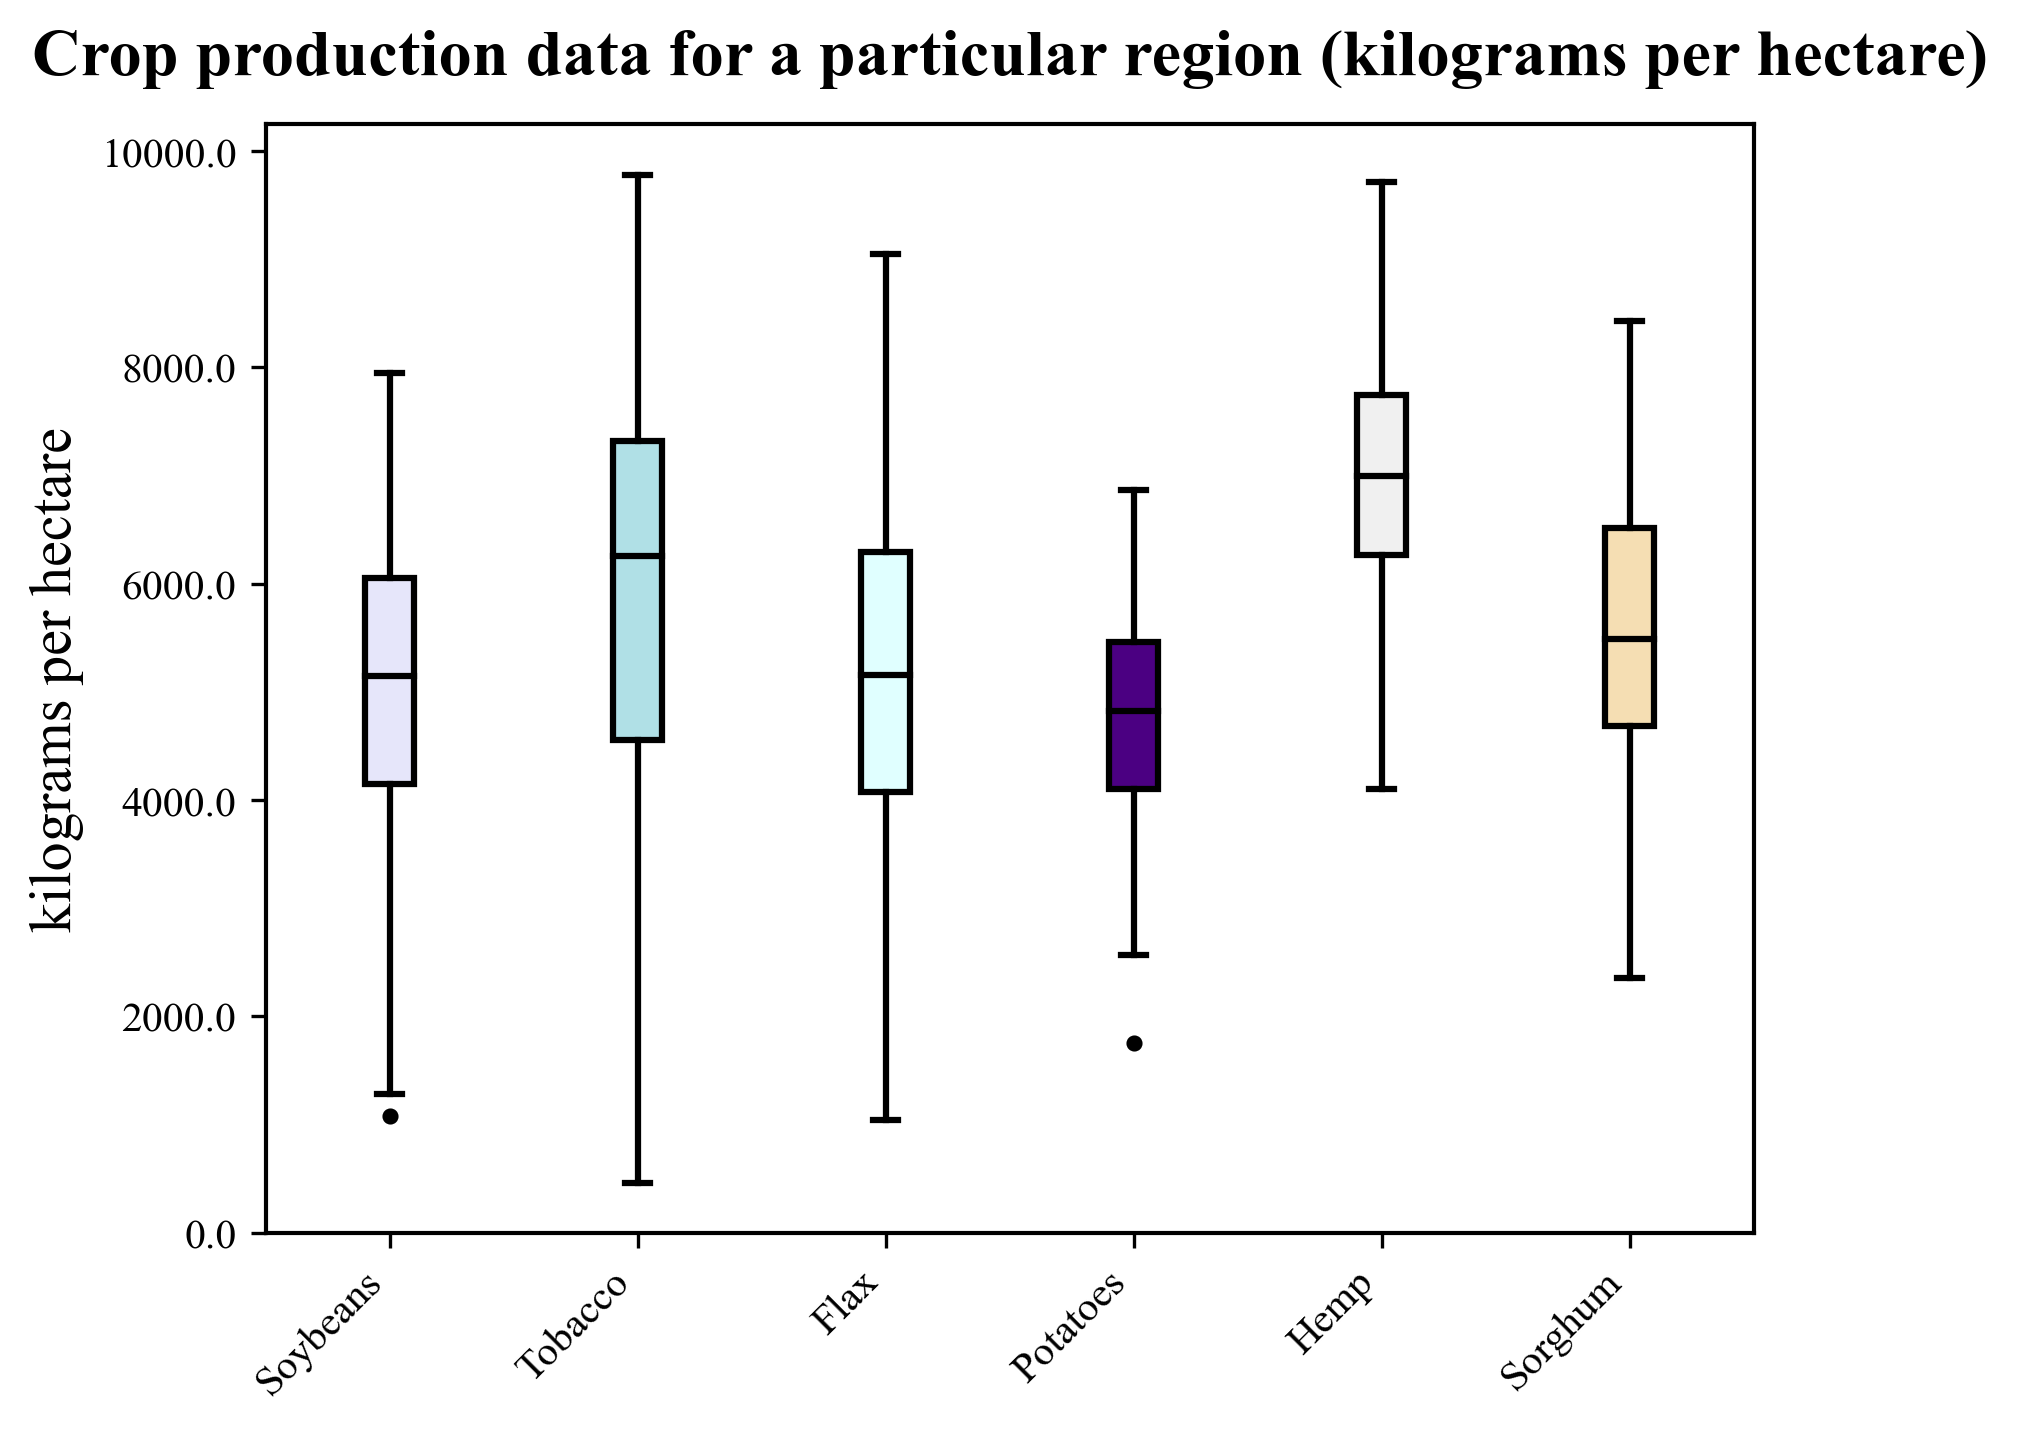 Crop production data for a particular region (kilograms per hectare)
kilograms per hectare
10000.0
8000.0
6000.0
4000.0
2000.0
0.0
Soybeans
Tobacco
Flax
Potatoes
Hemp
Sorghum